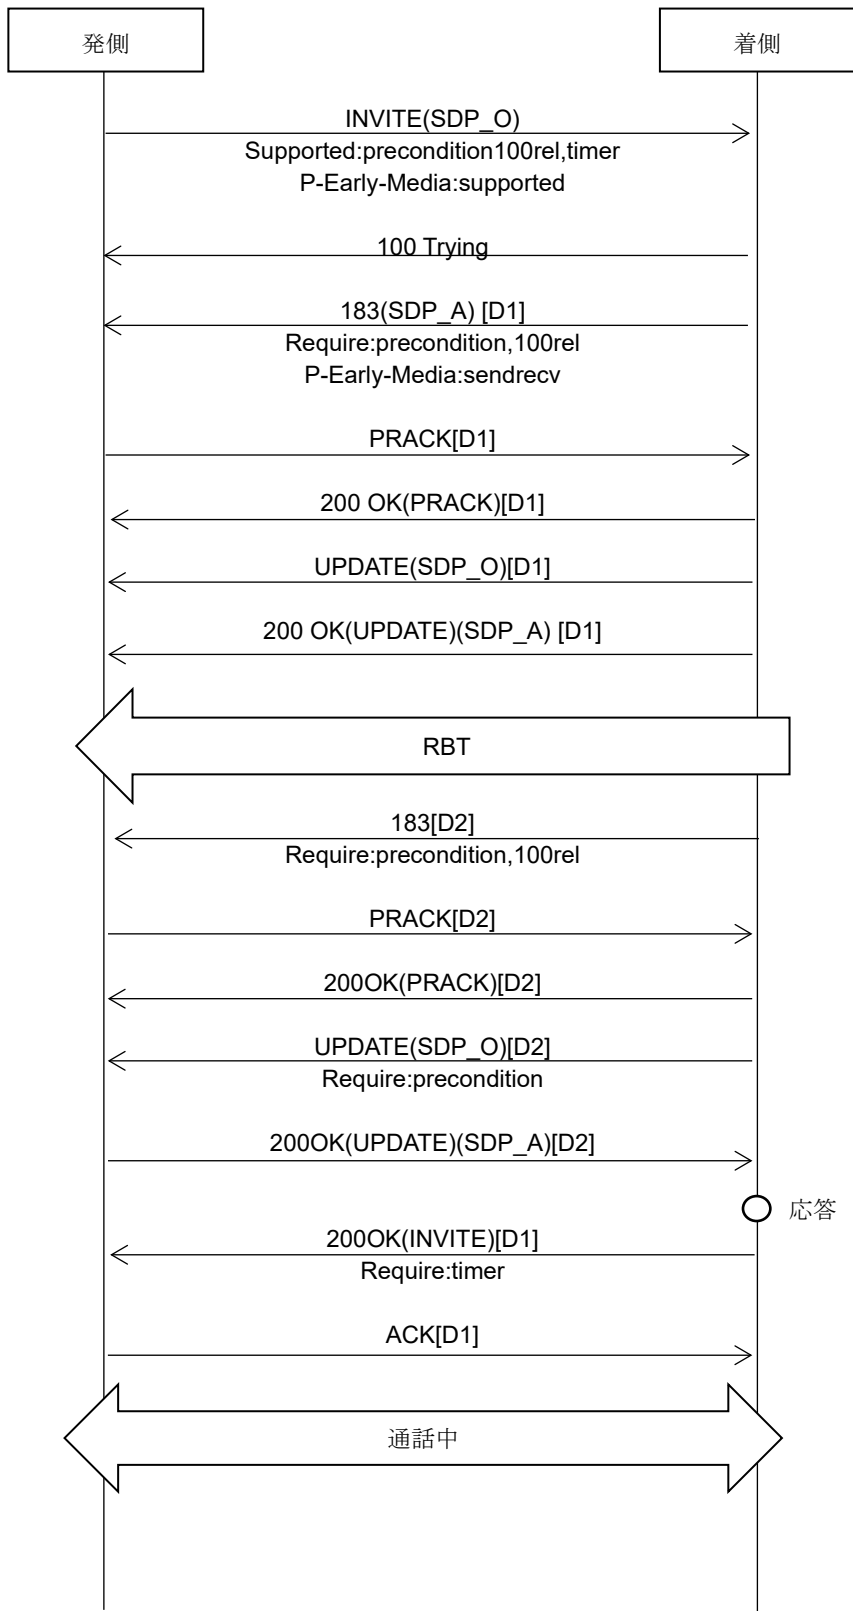 発側
着側
INVITE(SDP_O)
Supported:precondition100rel,timer
P-Early-Media:supported
100 Trying
183(SDP_A) [D1]
Require:precondition,100rel
P-Early-Media:sendrecv
PRACK[D1]
200 OK(PRACK)[D1]
UPDATE(SDP_O)[D1]
200 OK(UPDATE)(SDP_A) [D1]
RBT
183[D2]
Require:precondition,100rel
PRACK[D2]
200OK(PRACK)[D2]
UPDATE(SDP_O)[D2]
Require:precondition
200OK(UPDATE)(SDP_A)[D2]
応答
200OK(INVITE)[D1]
Require:timer
ACK[D1]
通話中